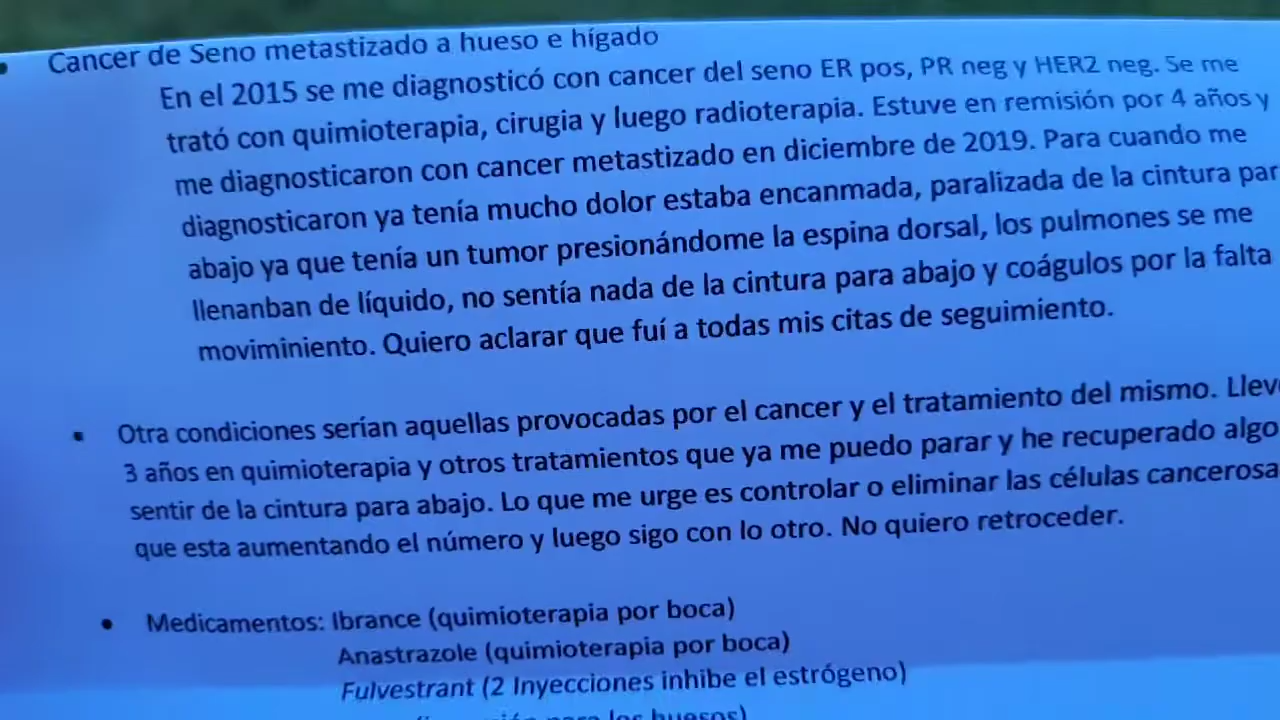 • Cancer de Seno metastizado a hueso e hígado
En el 2015 se me diagnosticó con cancer del seno ER pos, PR neg y HER2 neg. Se me
trató con quimioterapia, cirugia y luego radioterapia. Estuve en remisión por 4 años y
me diagnosticaron con cancer metastizado en diciembre de 2019. Para cuando me
diagnosticaron ya tenía mucho dolor estaba encanmada, paralizada de la cintura par
abajo ya que tenía un tumor presionándome la espina dorsal, los pulmones se me
llenanban de líquido, no sentía nada de la cintura para abajo y coágulos por la falta
moviminiento. Quiero aclarar que fuí a todas mis citas de seguimiento.
• Otra condiciones serían aquellas provocadas por el cancer y el tratamiento del mismo. Llev
3 años en quimioterapia y otros tratamientos que ya me puedo parar y he recuperado algo
sentir de la cintura para abajo. Lo que me urge es controlar o eliminar las células cancerosa
que esta aumentando el número y luego sigo con lo otro. No quiero retroceder.
• Medicamentos: Ibrance (quimioterapia por boca)
Anastrazole (quimioterapia por boca)
Fulvestrant (2 Inyecciones inhibe el estrógeno)
para los huesos)